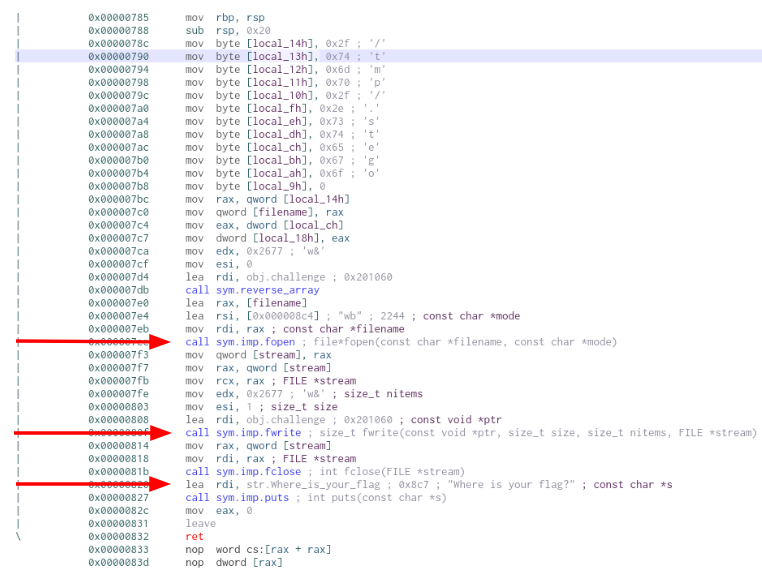 | 0x00000785 mov rbp, rsp
| 0x00000788 sub rsp, 0x20
| 0x0000078c mov byte [local_14h], 0x2f ; '/'
| 0x00000790 mov byte [local_13h], 0x74 ; 't'
| 0x00000794 mov byte [local_12h], 0x6d ; 'm'
| 0x00000798 mov byte [local_11h], 0x70 ; 'p'
| 0x0000079c mov byte [local_10h], 0x2f ; '/'
| 0x000007a0 mov byte [local_fh], 0x2e ; '.'
| 0x000007a4 mov byte [local_eh], 0x73 ; 's'
| 0x000007a8 mov byte [local_dh], 0x74 ; 't'
| 0x000007ac mov byte [local_ch], 0x65 ; 'e'
| 0x000007b0 mov byte [local_bh], 0x67 ; 'g'
| 0x000007b4 mov byte [local_ah], 0x6f ; 'o'
| 0x000007b8 mov byte [local_9h], 0
| 0x000007bc mov rax, qword [local_14h]
| 0x000007c0 mov qword [filename], rax
| 0x000007c4 mov eax, dword [local_ch]
| 0x000007c7 mov dword [local_18h], eax
| 0x000007ca mov edx, 0x2677 ; 'w&'
| 0x000007cf mov esi, 0
| 0x000007d4 lea rdi, obj.challenge ; 0x201060
| 0x000007db call sym.reverse_array
| 0x000007e0 lea rax, [filename]
| 0x000007e4 lea rsi, [0x000008c4] ; "wb" ; 2244 ; const char *mode
| 0x000007eb mov rdi, rax ; const char *filename
call sym.imp.fopen ; file*fopen(const char *filename, const char *mode)
| 0x000007f3 mov qword [stream], rax
| 0x000007f7 mov rax, qword [stream]
| 0x000007fb mov rcx, rax ; FILE *stream
| 0x000007fe mov edx, 0x2677 ; 'w&' ; size_t nitems
| 0x00000803 mov esi, 1 ; size_t size
| 0x00000808 lea rdi, obj.challenge ; 0x201060 ; const void *ptr
call sym.imp.fwrite ; size_t fwrite(const void *ptr, size_t size, size_t nitems, FILE *stream)
| 0x00000814 mov rax, qword [stream]
| 0x00000818 mov rdi, rax ; FILE *stream
| 0x0000081b call sym.imp.fclose ; int fclose(FILE *stream)
lea rdi, str.Where_is_your_flag ; 0x8c7 ; "Where is your flag?" ; const char *s
| 0x00000827 call sym.imp.puts ; int puts(const char *s)
| 0x0000082c mov eax, 0
| 0x00000831 leave
\ 0x00000832 ret
0x00000833 nop word cs:[rax + rax]
0x0000083d nop dword [rax]